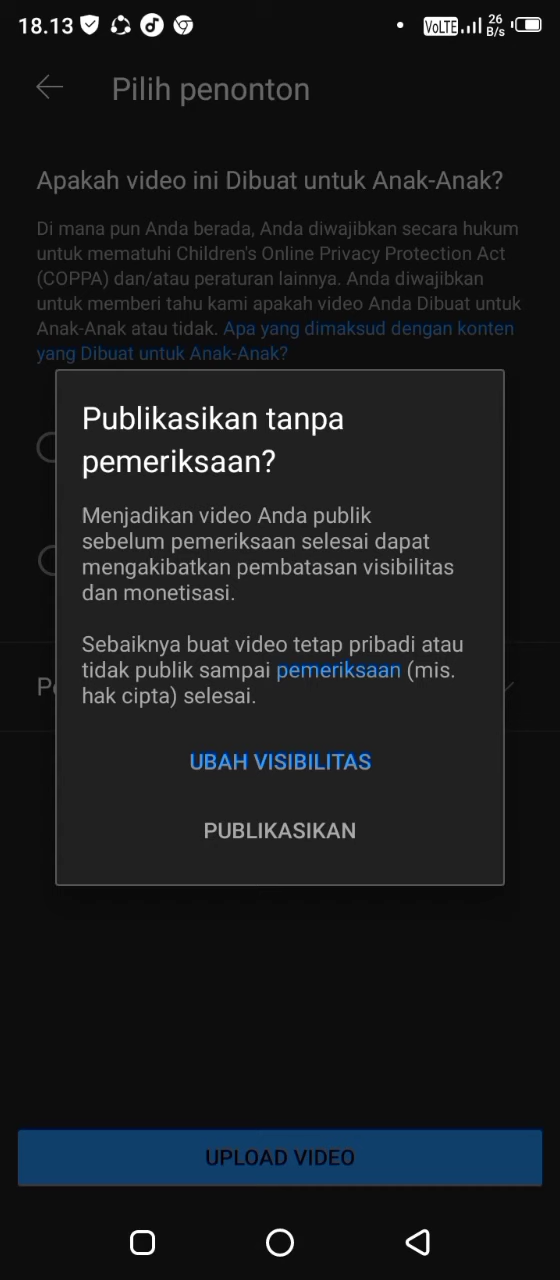 18.13
VoLTE
26
B/s
Pilih penonton
Apakah video ini Dibuat untuk Anak-Anak?
Di mana pun Anda berada, Anda diwajibkan secara hukum
untuk mematuhi Children's Online Privacy Protection Act
(COPPA) dan/atau peraturan lainnya. Anda diwajibkan
untuk memberi tahu kami apakah video Anda Dibuat untuk
Anak-Anak atau tidak. Apa yang dimaksud dengan konten
yang Dibuat untuk Anak-Anak?
Publikasikan tanpa
pemeriksaan?
Menjadikan video Anda publik
sebelum pemeriksaan selesai dapat
mengakibatkan pembatasan visibilitas
dan monetisasi.
Sebaiknya buat video tetap pribadi atau
tidak publik sampai pemeriksaan (mis.
hak cipta) selesai.
UBAH VISIBILITAS
PUBLIKASIKAN
UPLOAD VIDEO